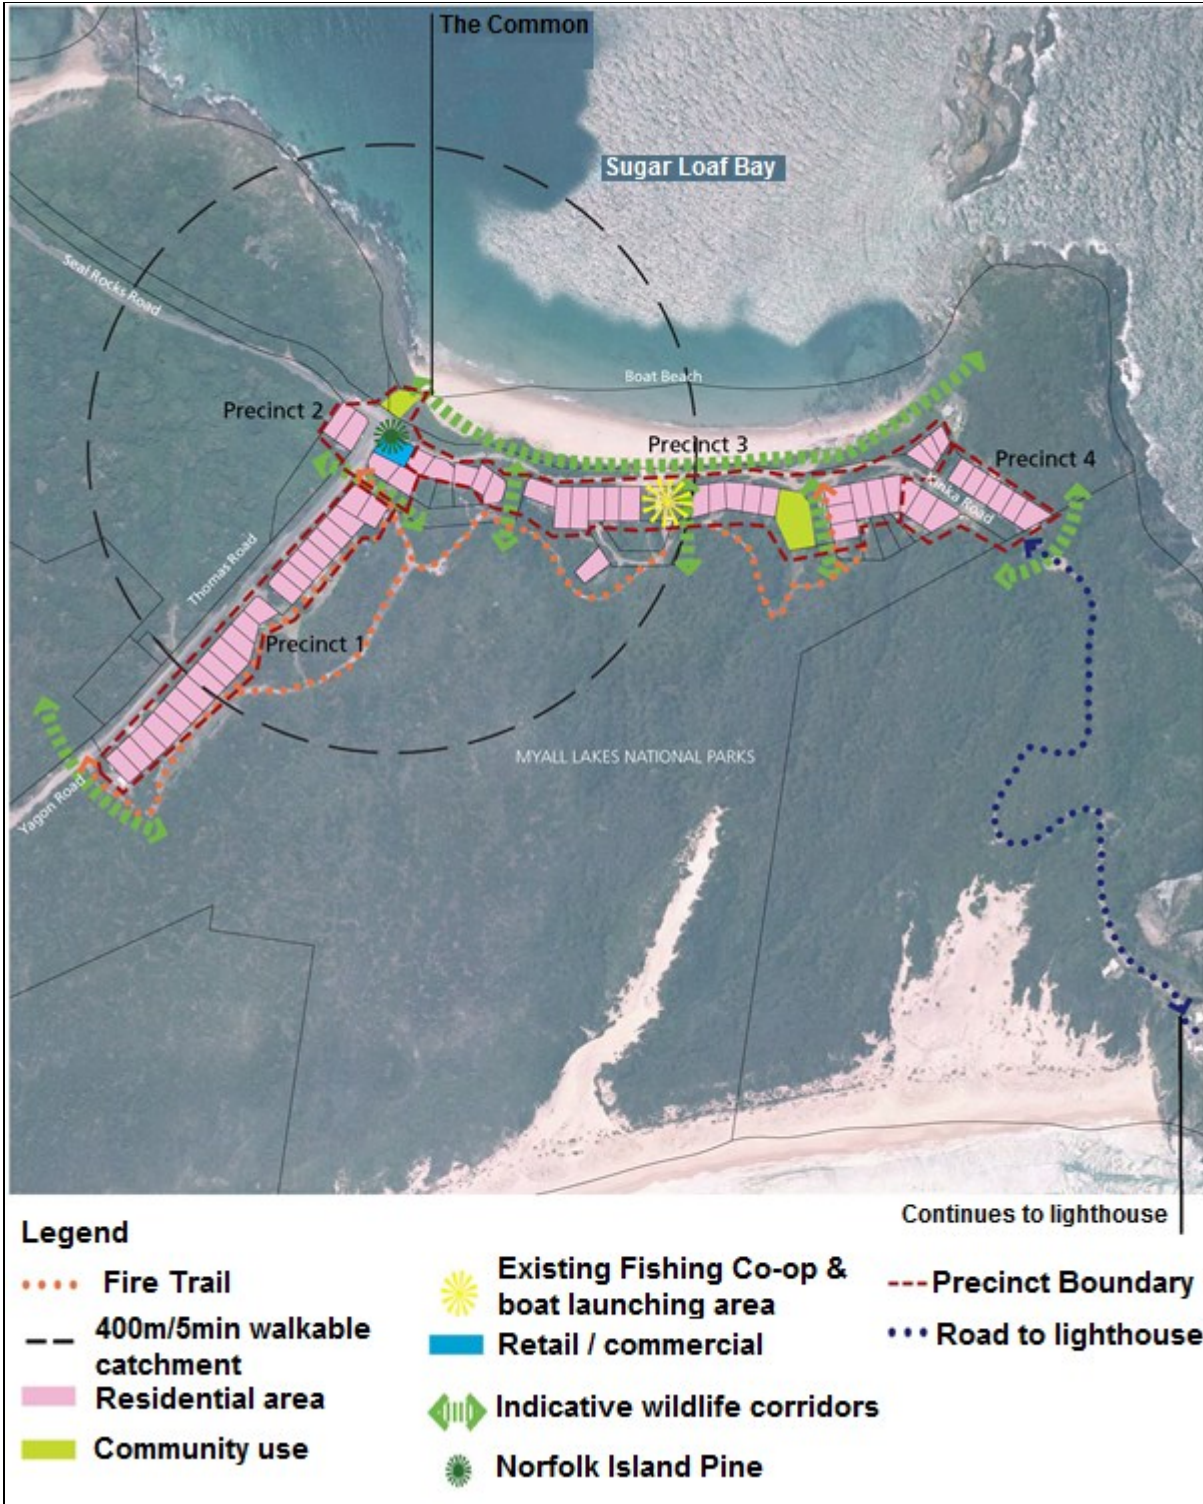 The Common
Sugar Loaf Bay
Seal Rocks Road
Boat Beach
Precinct 2
Precinct 3
Precinct 4
Kinka Road
Thomas Road
Precinct 1
MYALL LAKES NATIONAL PARKS
Yagon Road
Continues to lighthouse
Legend
Fire Trail
400m/5min walkable
catchment
Residential area
Community use
Existing Fishing Co-op &
boat launching area
Retail / commercial
Indicative wildlife corridors
Norfolk Island Pine
Precinct Boundary
Road to lighthouse